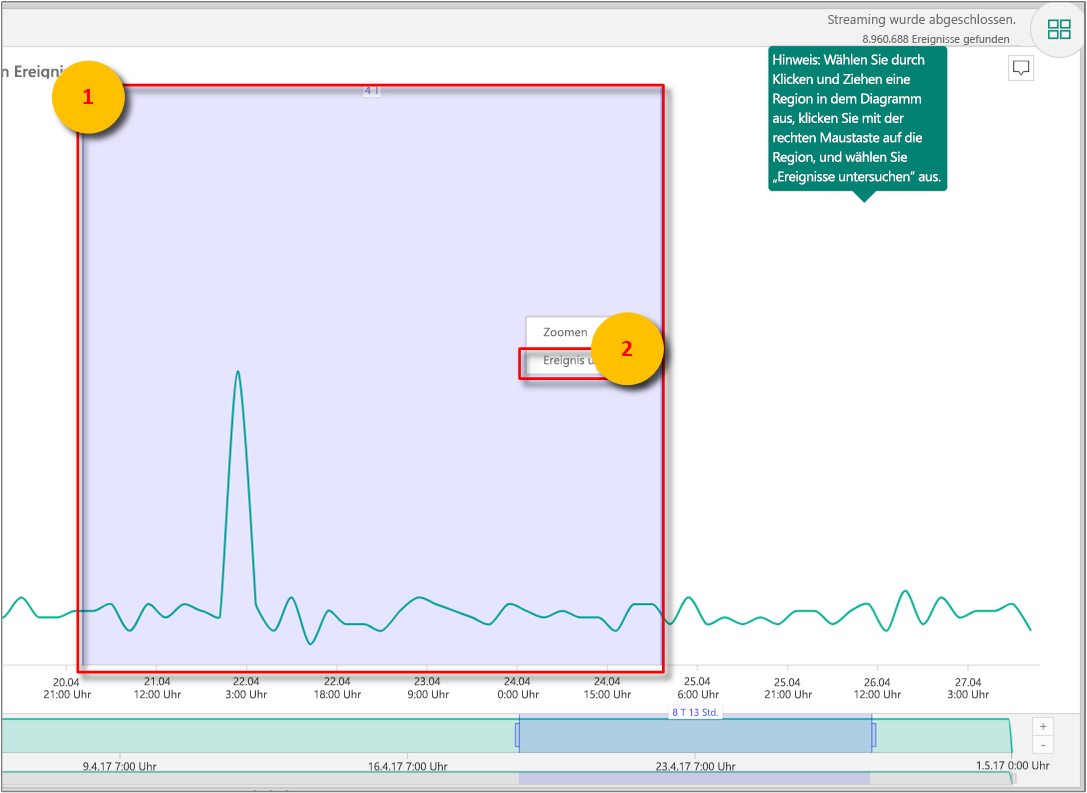 Streaming wurde abgeschlossen.
8.960.688 Ereignisse gefunden
n Ereigni
Hinweis: Wählen Sie durch
Klicken und Ziehen eine
Region in dem Diagramm
aus, klicken Sie mit der
rechten Maustaste auf die
Region, und wählen Sie
„Ereignisse untersuchen" aus.
1
4 T
Zoomen
2
Ereignis u
20.04 21.04 22.04 22.04 23.04 24.04 24.04 25.04 25.04 26.04 27.04
21:00 Uhr 12:00 Uhr 3:00 Uhr 18:00 Uhr 9:00 Uhr 0:00 Uhr 15:00 Uhr 6:00 Uhr 21:00 Uhr 12:00 Uhr 3:00 Uhr
8 T 13 Std.
+
-
9.4.17 7:00 Uhr 16.4.17 7:00 Uhr 23.4.17 7:00 Uhr 1.5.17 0:00 Uhr